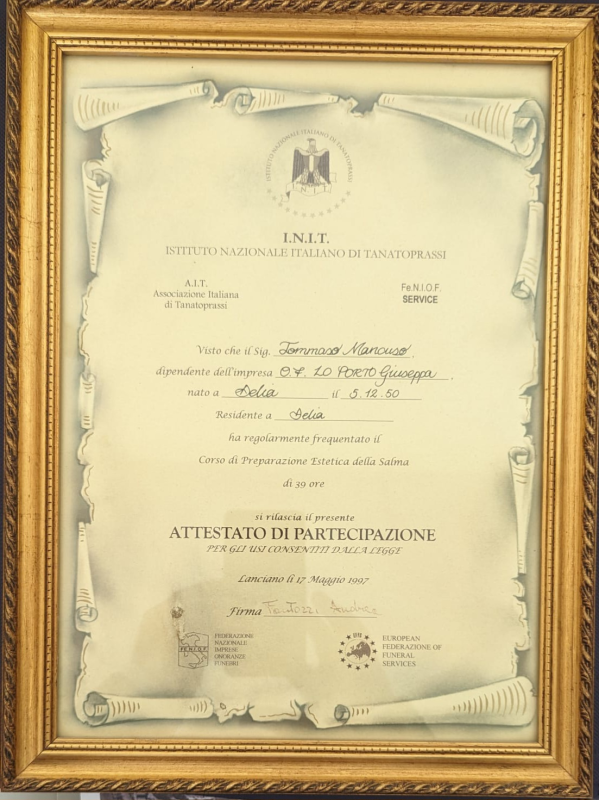 ISTITUTO NAZIONALE ITALIANO DI TANATOPRASSI
I.N.I.T.
I.N.I.T.
ISTITUTO NAZIONALE ITALIANO DI TANATOPRASSI
A.I.T.
Associazione Italiana
di Tanatoprassi
Fe.N.I.O.F.
SERVICE
Visto che il Sig. Tommaso Mancuso
dipendente dell'impresa O.F. LO PORTO Giuseppa
nato a Delia il 5.12.50
Residente a Delia
ha regolarmente frequentato il
Corso di Preparazione Estetica della Salma
di 39 ore
si rilascia il presente
ATTESTATO DI PARTECIPAZIONE
PER GLI USI CONSENTITI DALLA LEGGE
Lanciano lì 17 Maggio 1997
Firma Fantozzi Andrea
FE.N.I.O.F.
FEDERAZIONE
NAZIONALE
IMPRESE
ONORANZE
FUNEBRI
EFFS
EUROPEAN
FEDERATION OF
FUNERAL
SERVICES